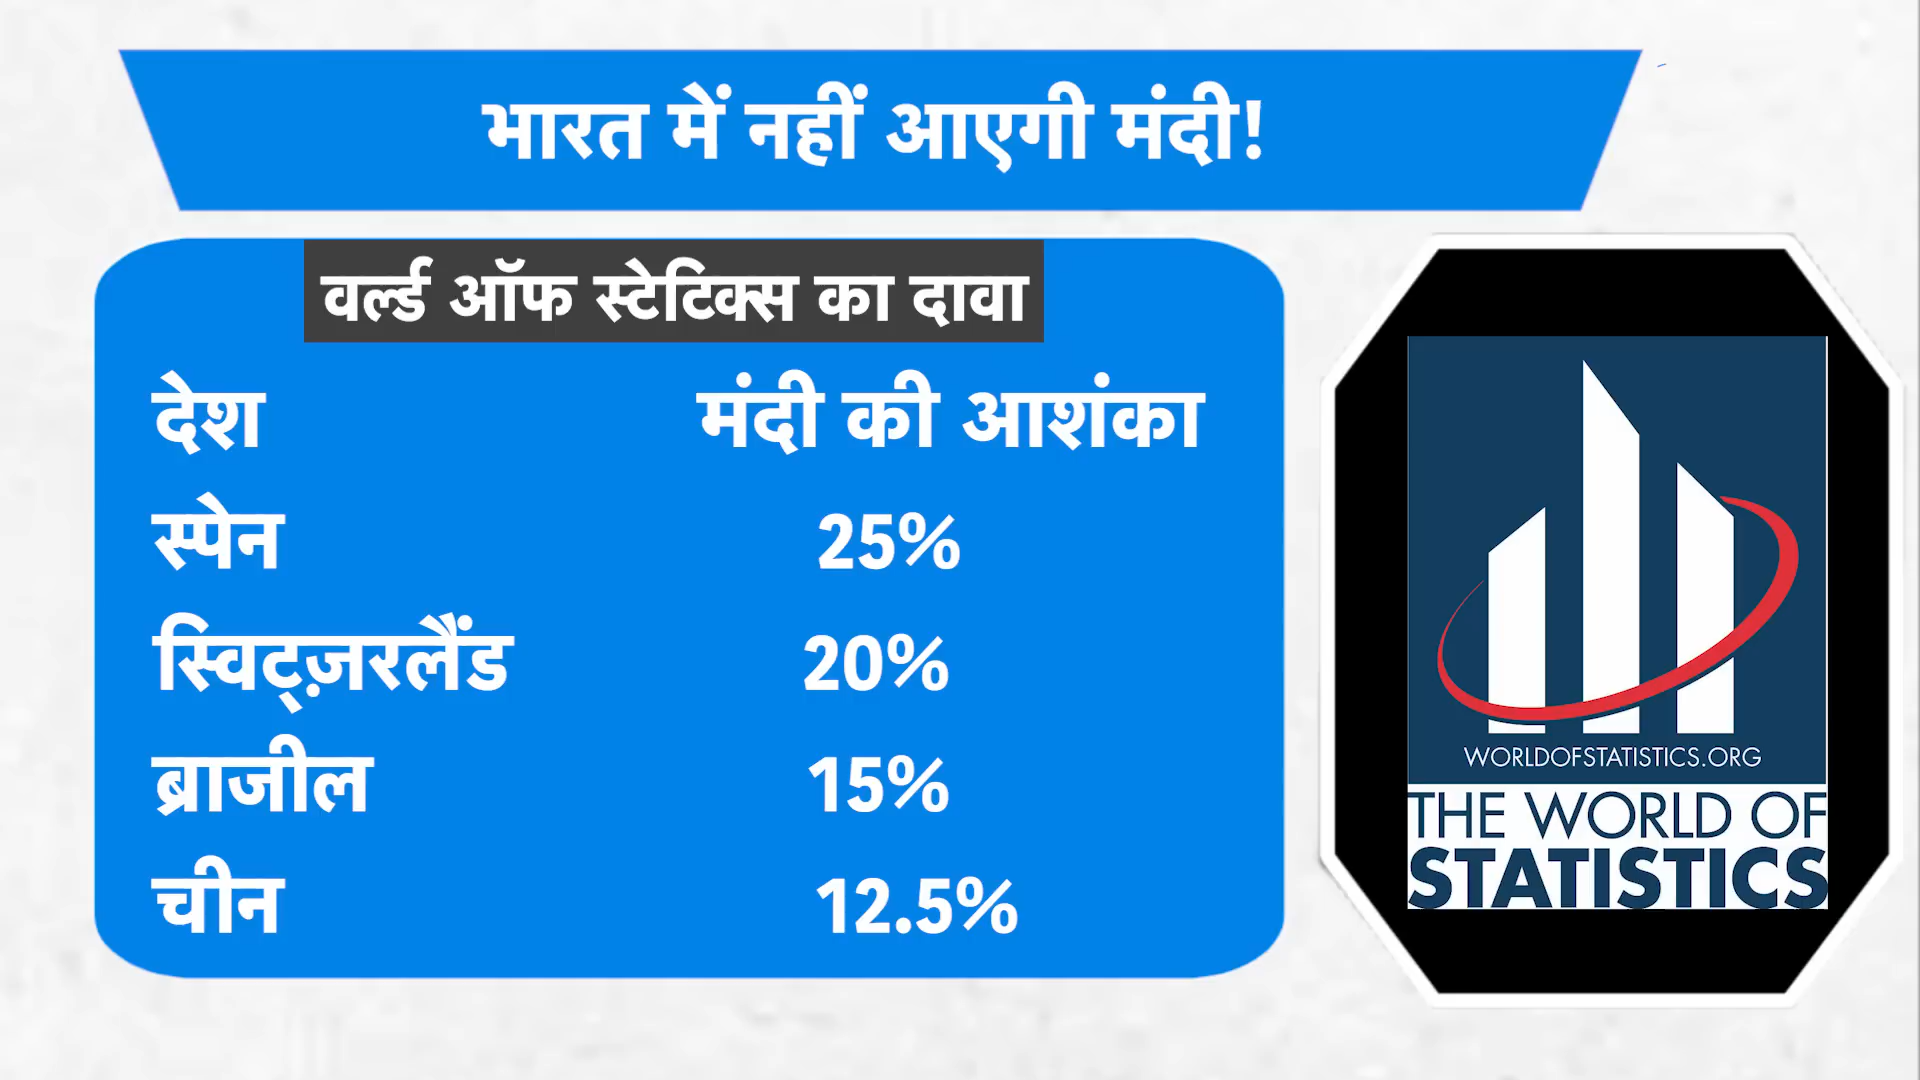 भारत में नहीं आएगी मंदी!
वर्ल्ड ऑफ स्टेटिक्स का दावा
देश मंदी की आशंका
स्पेन 25%
स्विट्ज़रलैंड 20%
ब्राजील 15%
चीन 12.5%
WORLDOFSTATISTICS.ORG
THE WORLD OF
STATISTICS